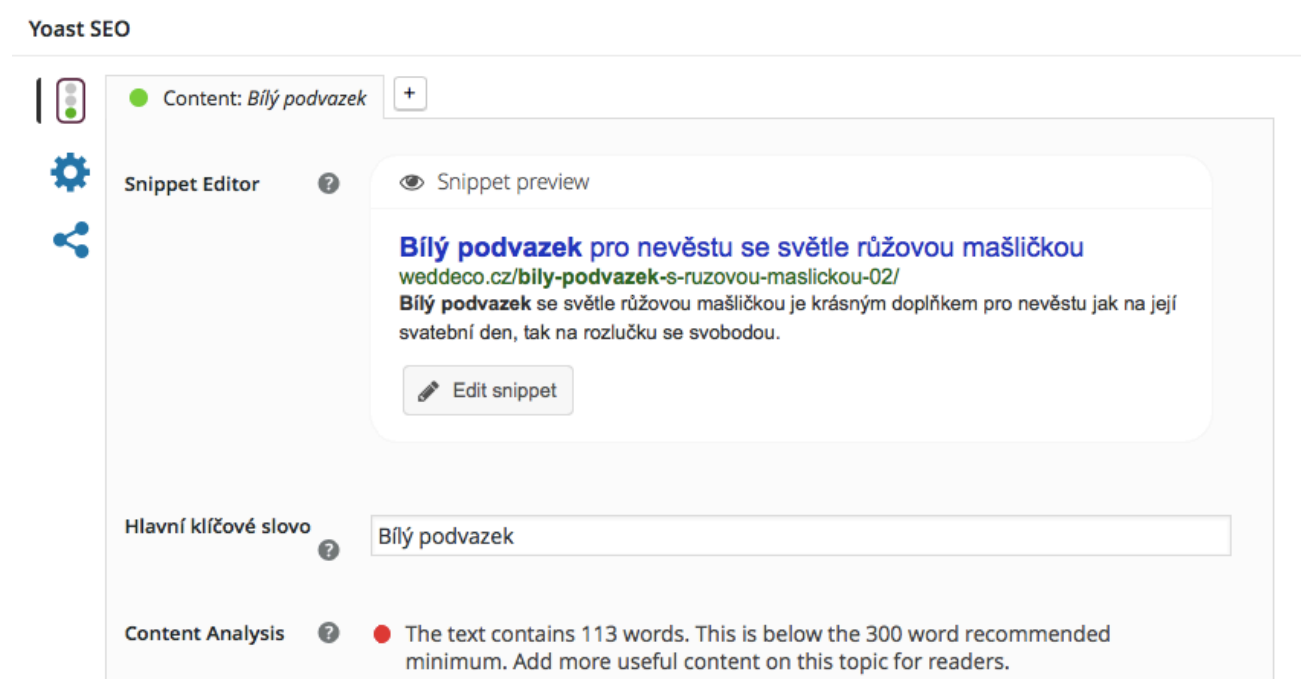 Yoast SEO
Content: Bílý podvazek
+
Snippet Editor ?
Snippet preview
Bílý podvazek pro nevěstu se světle růžovou mašličkou
weddeco.cz/bily-podvazek-s-ruzovou-maslickou-02/
Bílý podvazek se světle růžovou mašličkou je krásným doplňkem pro nevěstu jak na její
svatební den, tak na rozlučku se svobodou.
Edit snippet
Hlavní klíčové slovo ?
Bílý podvazek
Content Analysis ?
The text contains 113 words. This is below the 300 word recommended
minimum. Add more useful content on this topic for readers.